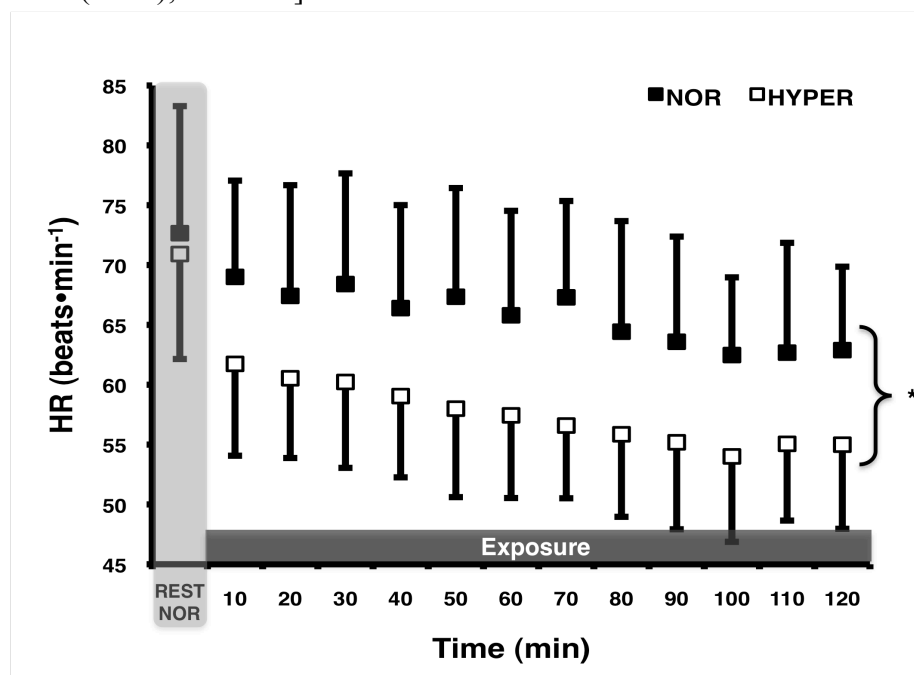 85
NOR HYPER
80
75
70
65
60
55
50
45
HR (beats•min-1)
*
Exposure
REST
NOR
10 20 30 40 50 60 70 80 90 100 110 120
Time (min)